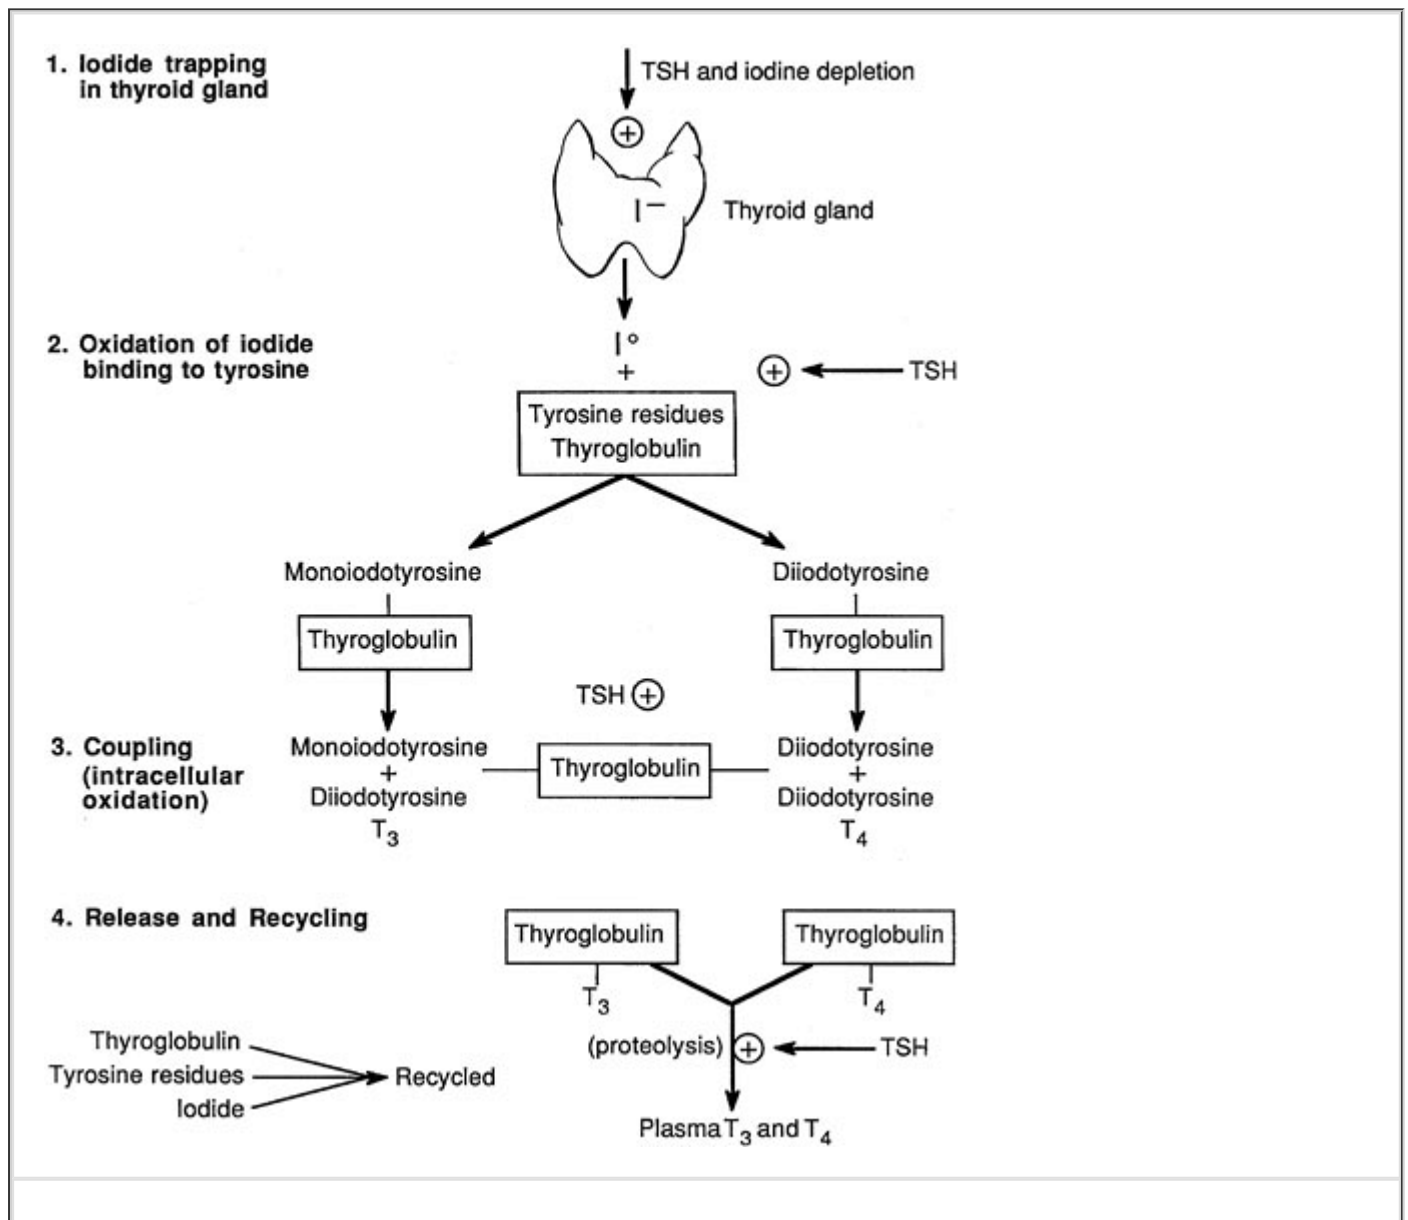 1. Iodide trapping
in thyroid gland
TSH and iodine depletion
+
I−
Thyroid gland
2. Oxidation of iodide
binding to tyrosine
I°
+
+
TSH
Tyrosine residues
Thyroglobulin
Monoiodotyrosine
Diiodotyrosine
Thyroglobulin
Thyroglobulin
TSH +
3. Coupling
(intracellular
oxidation)
Monoiodotyrosine
+
Diiodotyrosine
T3
Thyroglobulin
Diiodotyrosine
+
Diiodotyrosine
T4
4. Release and Recycling
Thyroglobulin
Thyroglobulin
T3
T4
(proteolysis)
+
TSH
Thyroglobulin
Tyrosine residues
Iodide
Recycled
Plasma T3 and T4